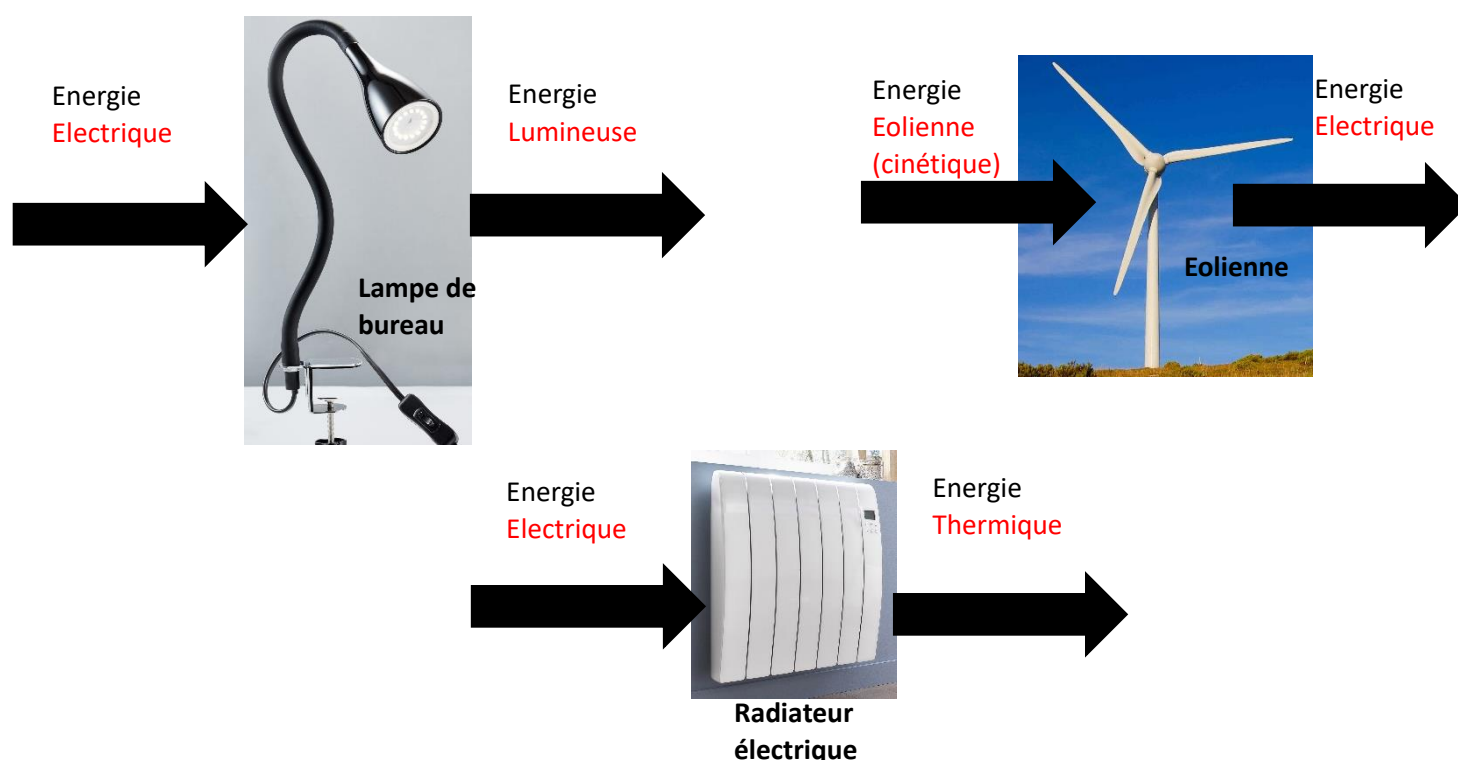 Energie
Electrique
Energie
Lumineuse
Lampe de
bureau
Energie
Eolienne
(cinétique)
Energie
Electrique
Eolienne
Energie
Electrique
Energie
Thermique
Radiateur
électrique